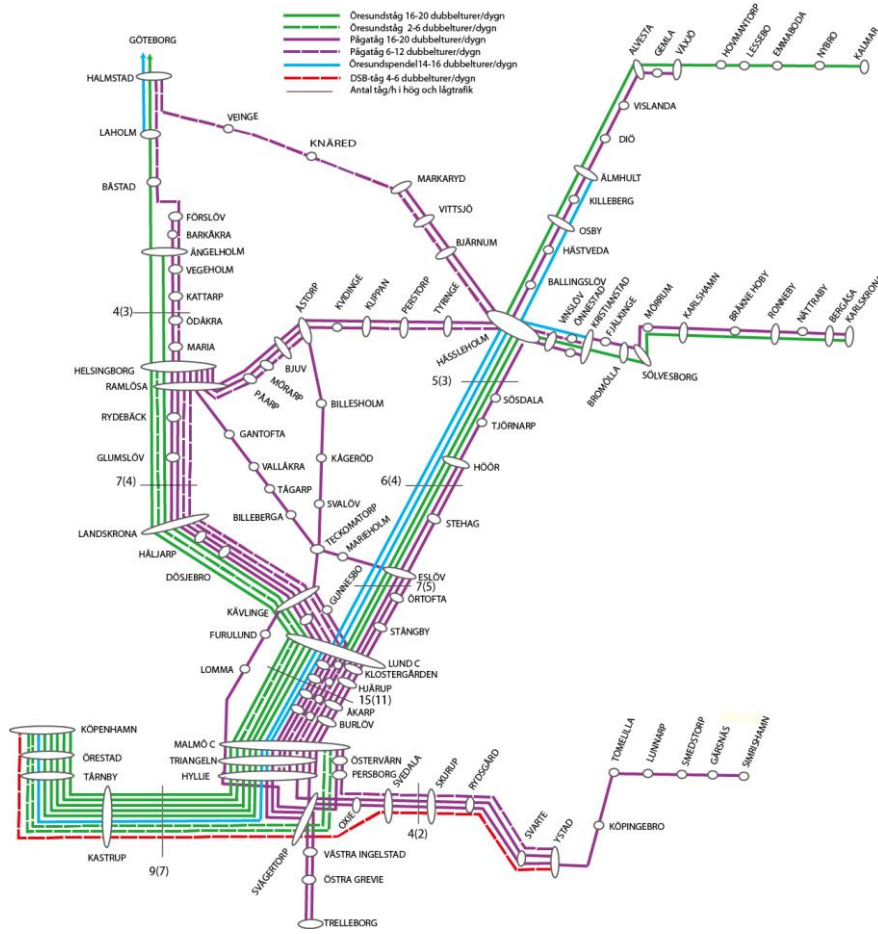 Öresundståg 16-20 dubbelturer/dygn
Öresundståg 2-6 dubbelturer/dygn
Pågatåg 16-20 dubbelturer/dygn
Pågatåg 6-12 dubbelturer/dygn
Öresundspendel14-16 dubbelturer/dygn
DSB-tåg 4-6 dubbelturer/dygn
Antal tåg/h i hög och lågtrafik
GÖTEBORG
HALMSTAD
LAHOLM
BÅSTAD
VEINGE
KNÄRED
MARKARYD
VITTSJÖ
BJÄRNUM
FÖRSLÖV
BARKÅKRA
ÄNGELHOLM
VEGEHOLM
KATTARP
4(3)
ÖDÅKRA
MARIA
HELSINGBORG
RAMLÖSA
RYDEBÄCK
GLUMSLÖV
7(4)
LANDSKRONA
HÄLJARP
DÖSJEBRO
KÄVLINGE
FURULUND
LOMMA
ALVESTA
GEMLA
VÄXJÖ
HOVMANTORP
LESSEBO
EMMABODA
NYBRO
KALMAR
VISLANDA
DIÖ
ÄLMHULT
KILLEBERG
OSBY
HÄSTVEDA
BALLINGSLÖV
HÄSSLEHOLM
VINSLÖV
ÖNNESTAD
KRISTIANSTAD
FJÄLKINGE
BROMÖLLA
SÖLVESBORG
MÖRRUM
KARLSHAMN
BRÄKNE HOBY
RONNEBY
NÄTTRABY
BERGÅSA
KARLSKRONA
ÅSTORP
KVIDINGE
KLIPPAN
PERSTORP
TYRINGE
BJUV
MÖRARP
PÅARP
GANTOFTA
VALLÅKRA
TÅGARP
BILLEBERGA
BILLESHOLM
KÅGERÖD
SVALÖV
TECKOMATORP
MARIEHOLM
GUNNESBO
5(3)
SÖSDALA
TJÖRNARP
HÖÖR
6(4)
STEHAG
ESLÖV
7(5)
ÖRTOFTA
STÅNGBY
LUND C
KLOSTERGÅRDEN
HJÄRUP
15(11)
ÅKARP
BURLÖV
MALMÖ C
TRIANGELN
HYLLIE
ÖSTERVÄRN
PERSBORG
KÖPENHAMN
ÖRESTAD
TÅRNBY
KASTRUP
9(7)
SVÅGERTORP
OXIE
SVEDALA
SKURUP
RYDSGÅRD
4(2)
SVARTE
YSTAD
VÄSTRA INGELSTAD
ÖSTRA GREVIE
TRELLEBORG
KÖPINGEBRO
TOMELILLA
LUNNARP
SMEDSTORP
GÄRSNÄS
SIMRISHAMN